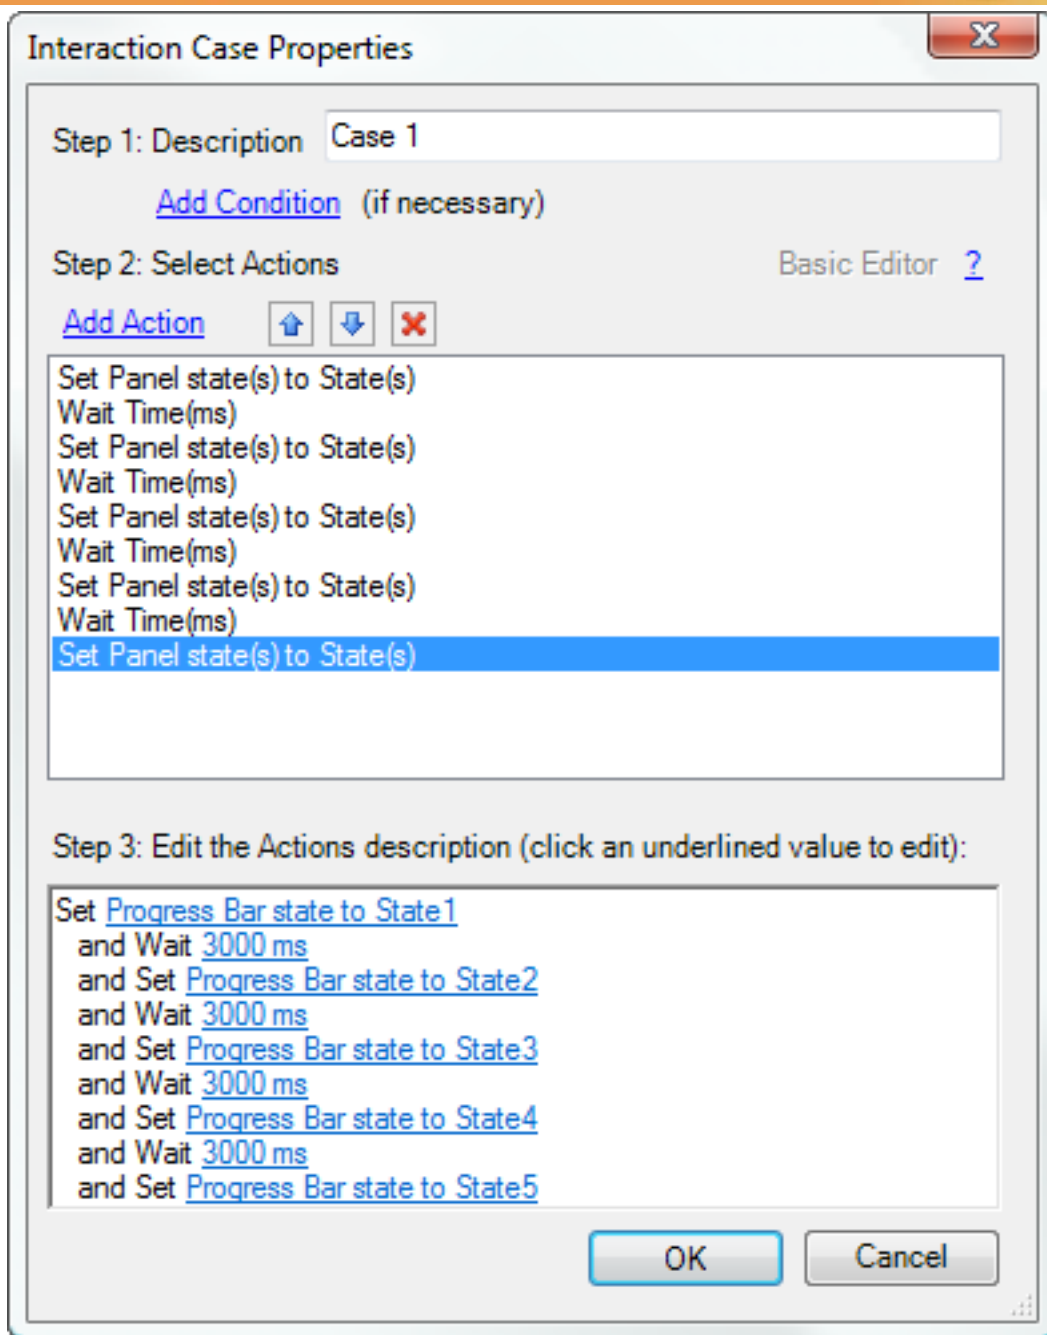 Interaction Case Properties
Step 1: Description Case 1
Add Condition (if necessary)
Step 2: Select Actions Basic Editor ?
Add Action
Set Panel state(s) to State(s)
Wait Time(ms)
Set Panel state(s) to State(s)
Wait Time(ms)
Set Panel state(s) to State(s)
Wait Time(ms)
Set Panel state(s) to State(s)
Wait Time(ms)
Set Panel state(s) to State(s)
Step 3: Edit the Actions description (click an underlined value to edit):
Set Progress Bar state to State1
and Wait 3000 ms
and Set Progress Bar state to State2
and Wait 3000 ms
and Set Progress Bar state to State3
and Wait 3000 ms
and Set Progress Bar state to State4
and Wait 3000 ms
and Set Progress Bar state to State5
OK Cancel